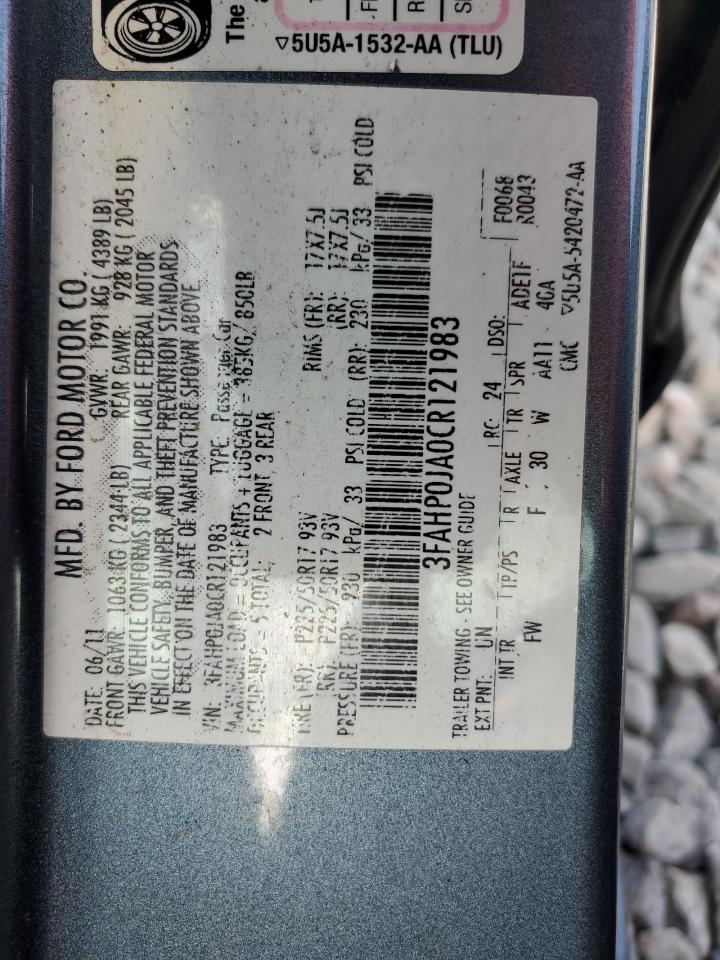 The
5U5A-1532-AA (TLU)
MFD. BY FORD MOTOR CO.
DATE: 06/11 GVWR: 1991 KG ( 4389 LB)
FRONT GAWR: 1063 KG ( 2344 LB) REAR GAWR: 928 KG ( 2045 LB)
THIS VEHICLE CONFORMS TO ALL APPLICABLE FEDERAL MOTOR
VEHICLE SAFETY, BUMPER, AND THEFT PREVENTION STANDARDS
IN EFFECT ON THE DATE OF MANUFACTURE SHOWN ABOVE.
VIN: 3FAHP0JA0CR121983 TYPE: Passenger Car
MAXIMUM LOAD = OCCUPANTS + LUGGAGE = 385KG/ 850LB
OCCUPANTS = 5 TOTAL, 2 FRONT, 3 REAR
TIRE (FR): P225/50R17 93V RIMS (FR): 17X7.5J
(RR): P225/50R17 93V (RR): 17X7.5J
PRESSURE (FR): 230 kPa/ 33 PSI COLD (RR): 230 kPa/ 33 PSI COLD
3FAHP0JA0CR121983
TRAILER TOWING - SEE OWNER GUIDE F0068
EXT PNT: UN RC: 24 DSO: R0043
INT TR TP/PS R AXLE TR SPR ADE1F
FW F 30 W AA11 4GA
CMC 5U5A-5420472-AA